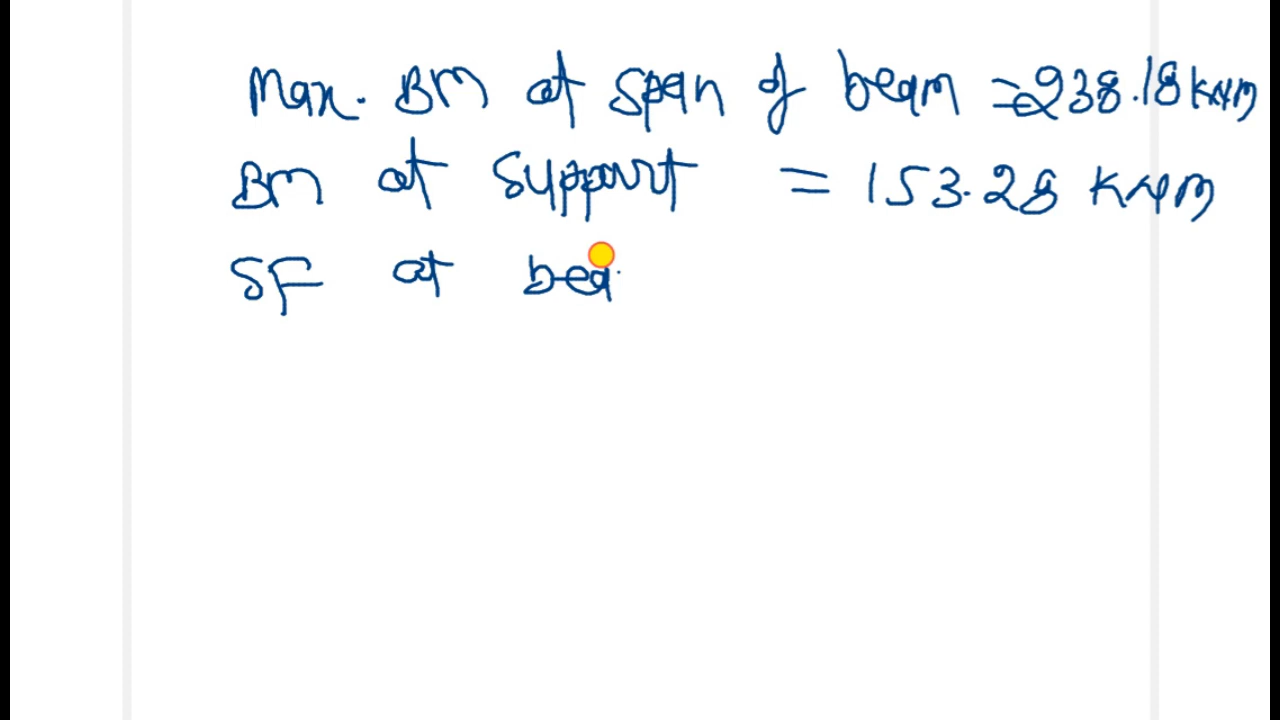 Max. BM at span of beam = 238.18 KNM
BM at support = 153.28 KNM
SF at bea